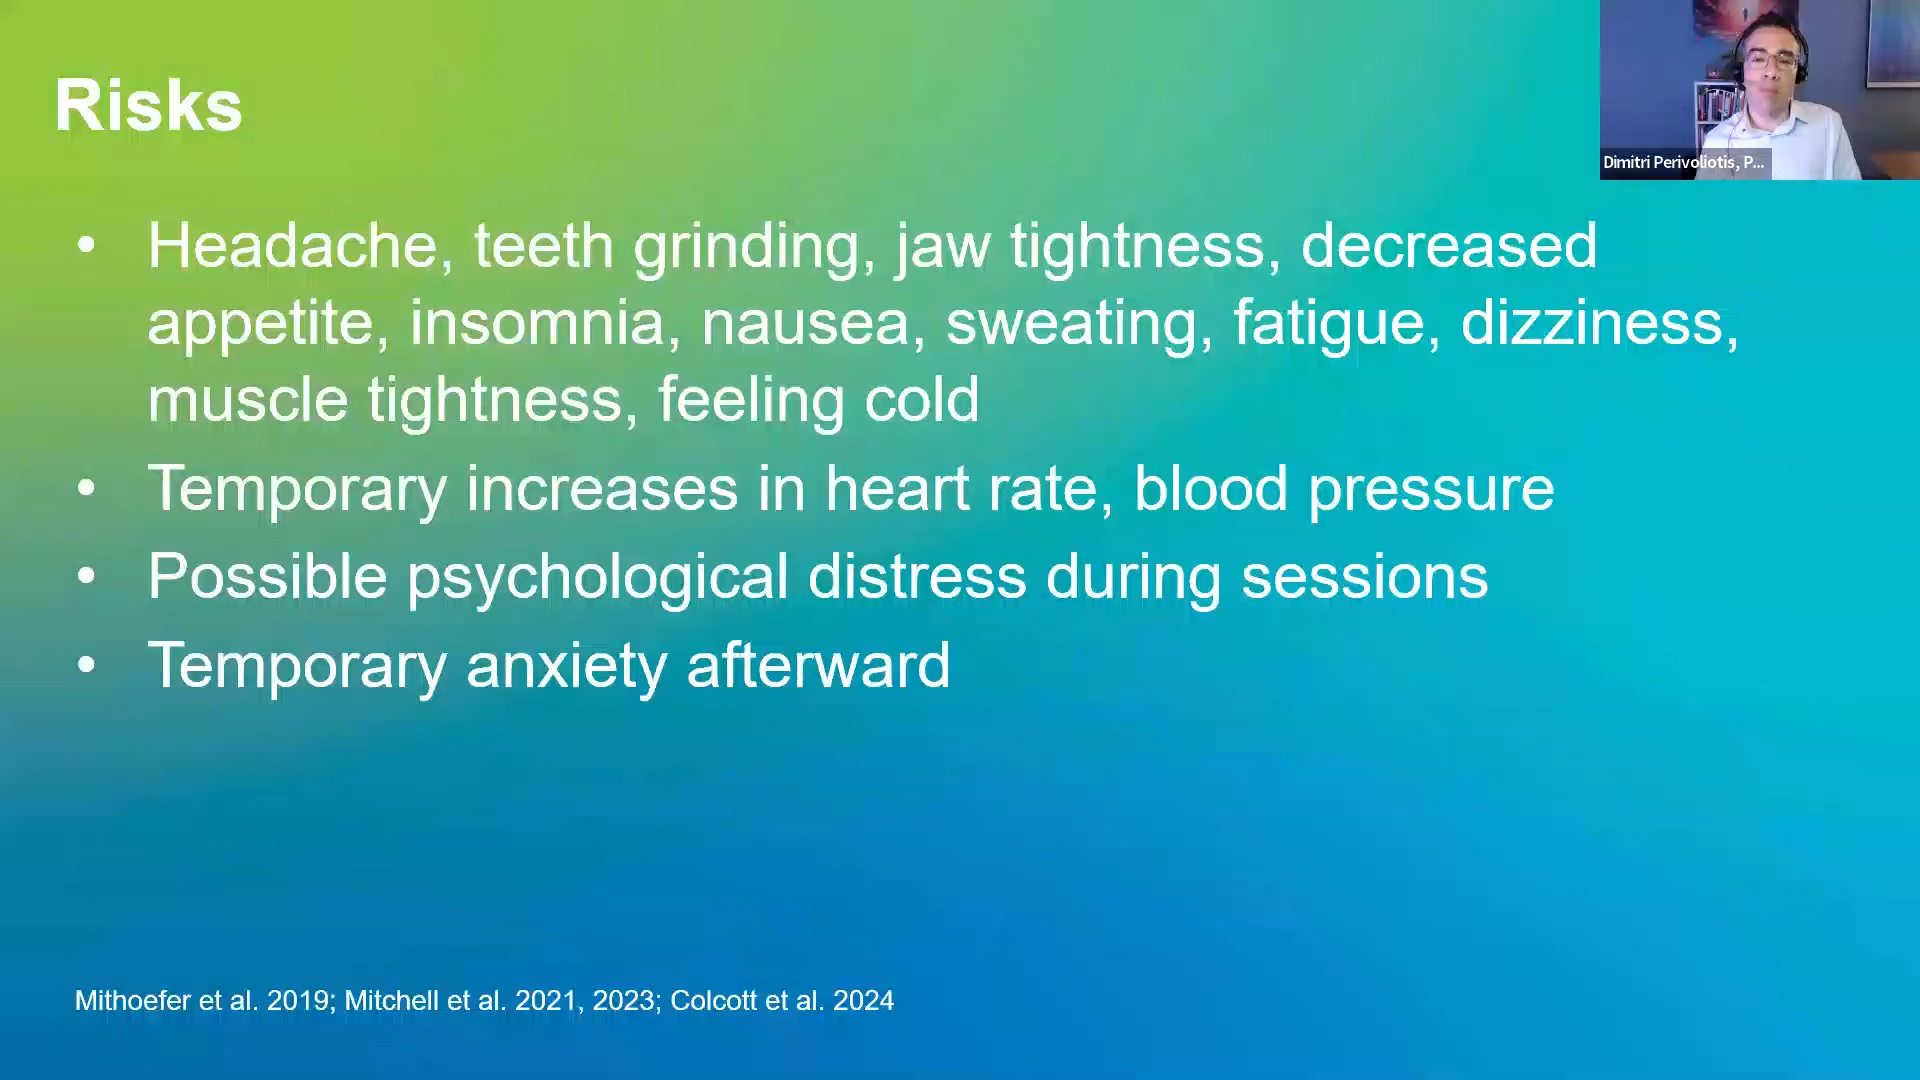 Risks
Dimitri Perivoliotis, P...
• Headache, teeth grinding, jaw tightness, decreased
appetite, insomnia, nausea, sweating, fatigue, dizziness,
muscle tightness, feeling cold
• Temporary increases in heart rate, blood pressure
• Possible psychological distress during sessions
• Temporary anxiety afterward
Mithoefer et al. 2019; Mitchell et al. 2021, 2023; Colcott et al. 2024